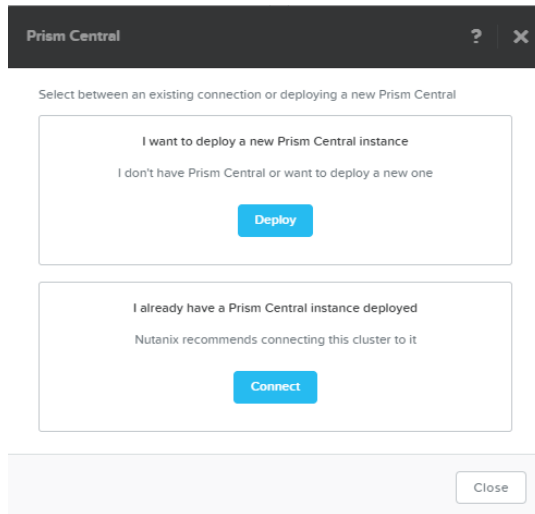 Prism Central ? ×
Select between an existing connection or deploying a new Prism Central
I want to deploy a new Prism Central instance
I don't have Prism Central or want to deploy a new one
Deploy
I already have a Prism Central instance deployed
Nutanix recommends connecting this cluster to it
Connect
Close